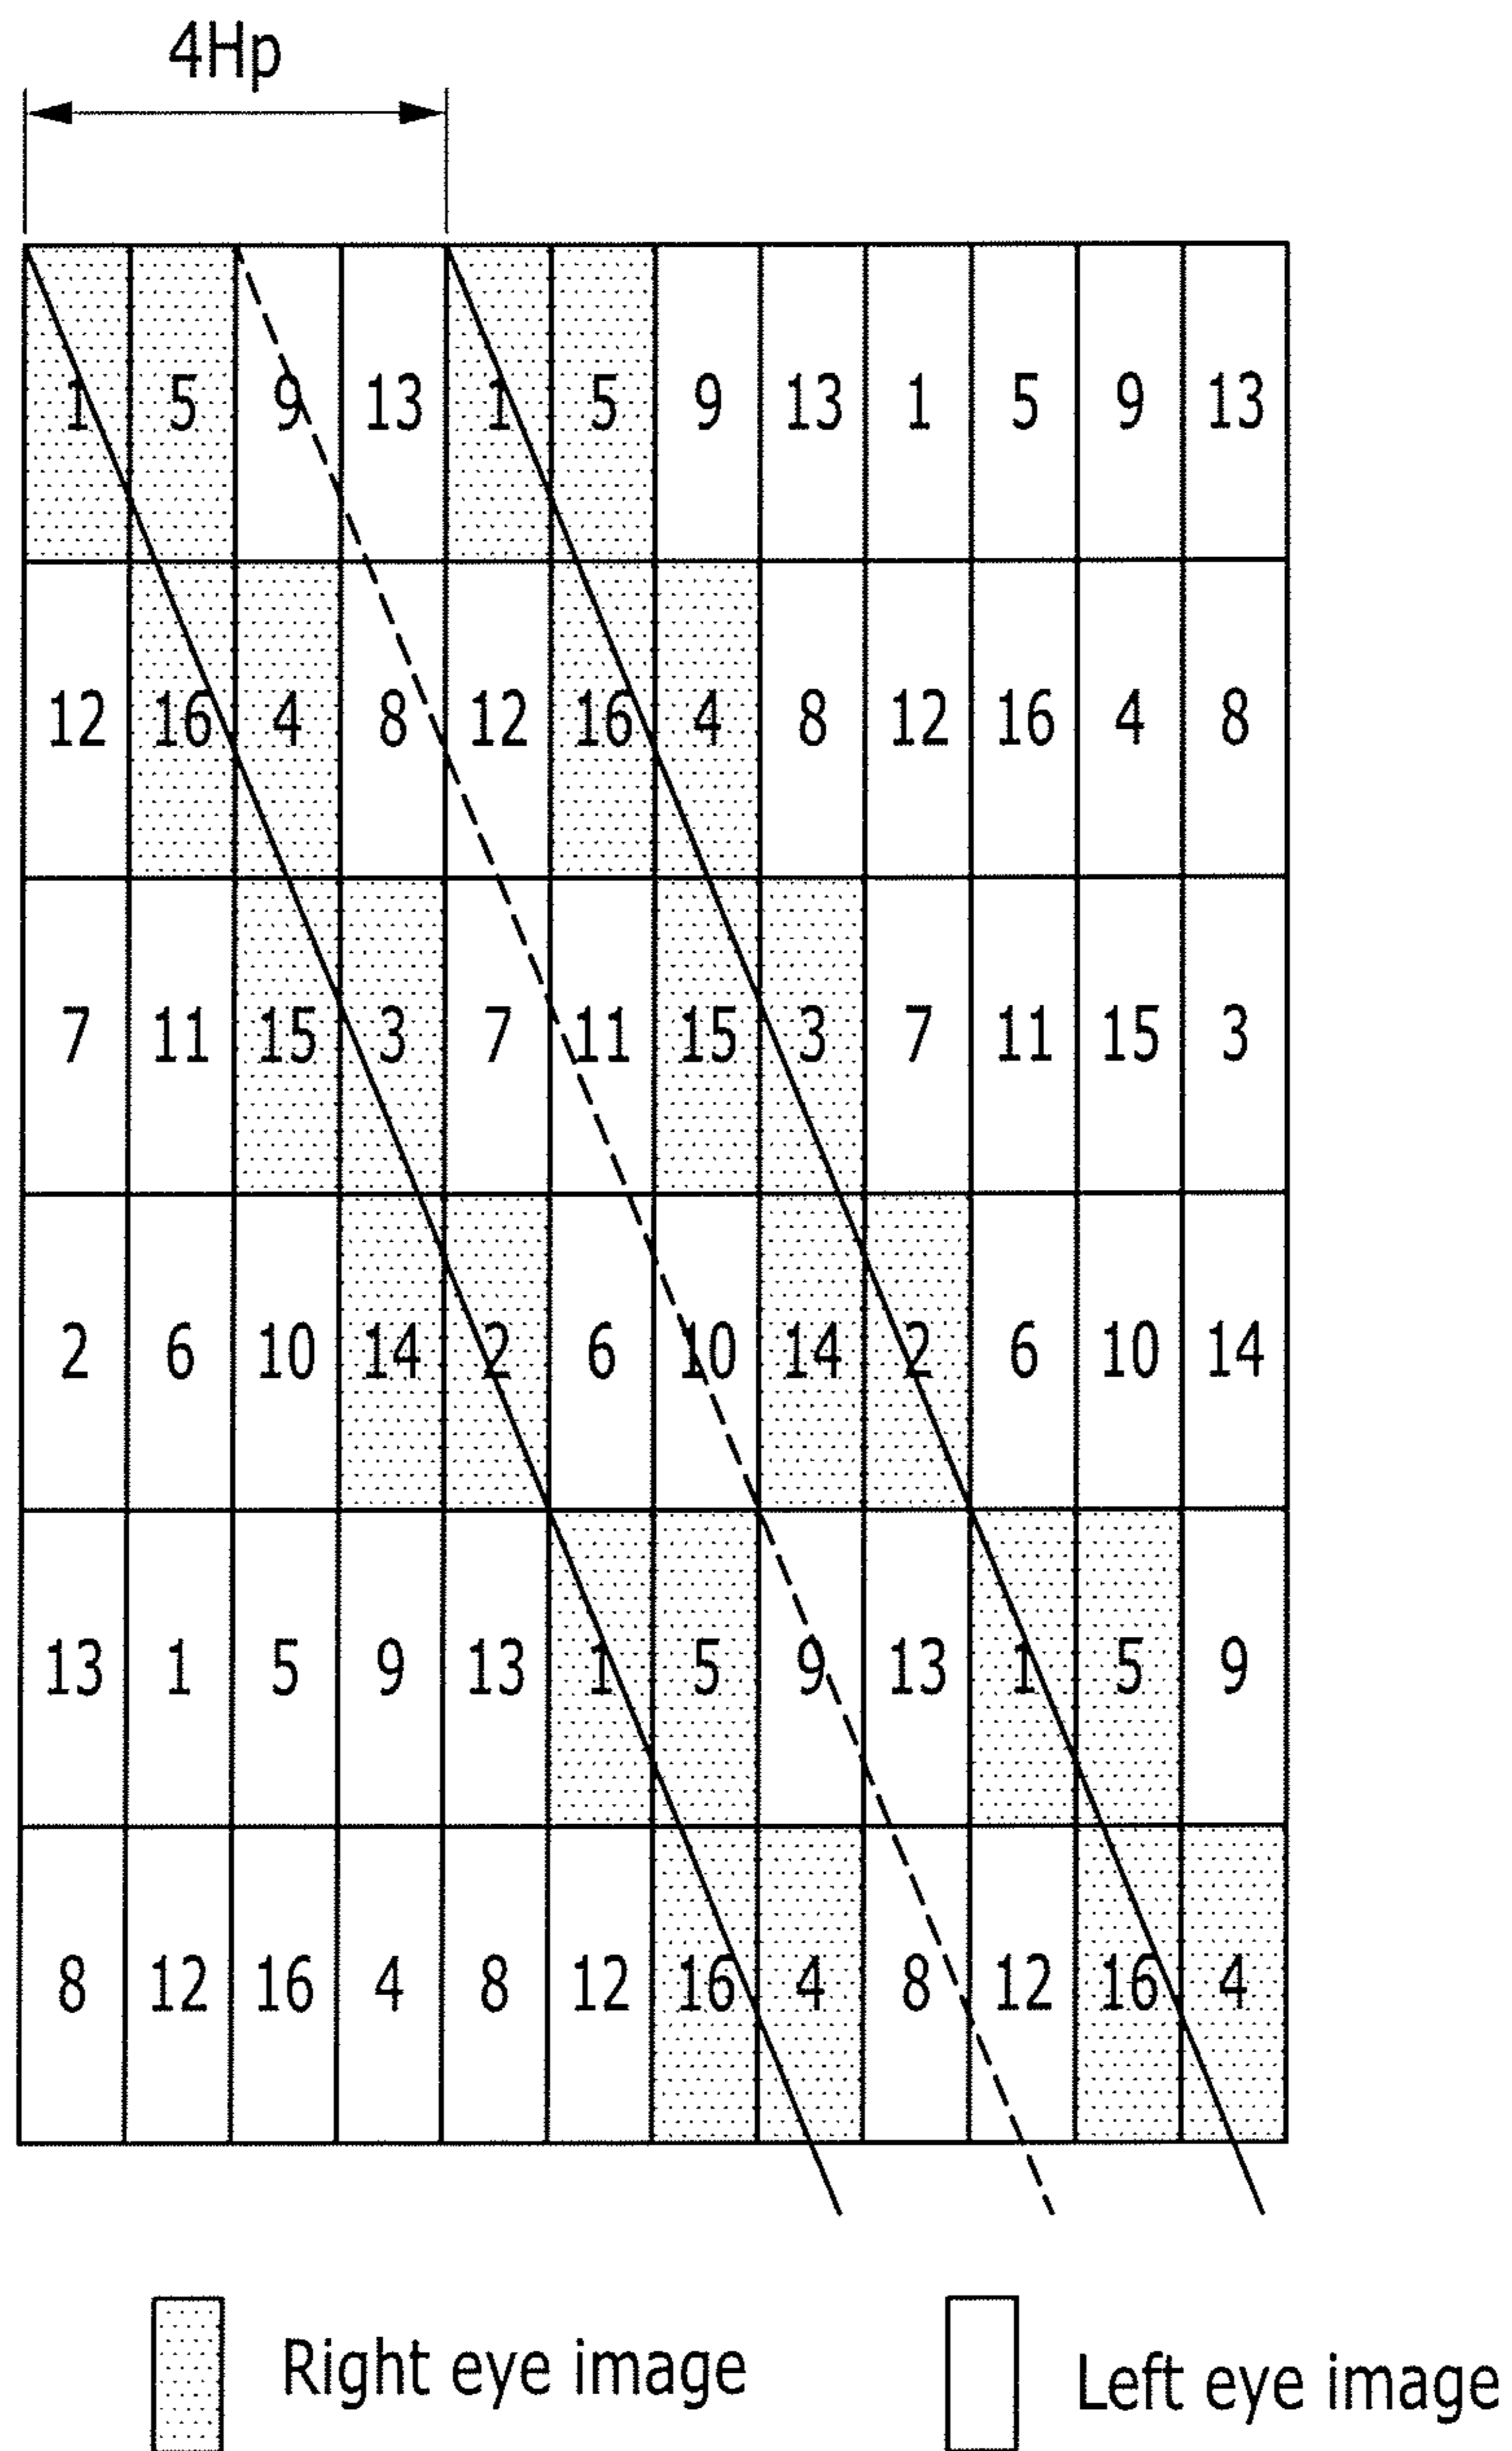 4Hp
1 5 9 13 1 5 9 13 1 5 9 13
12 16 4 8 12 16 4 8 12 16 4 8
7 11 15 3 7 11 15 3 7 11 15 3
2 6 10 14 2 6 10 14 2 6 10 14
13 1 5 9 13 1 5 9 13 1 5 9
8 12 16 4 8 12 16 4 8 12 16 4
Right eye image Left eye image